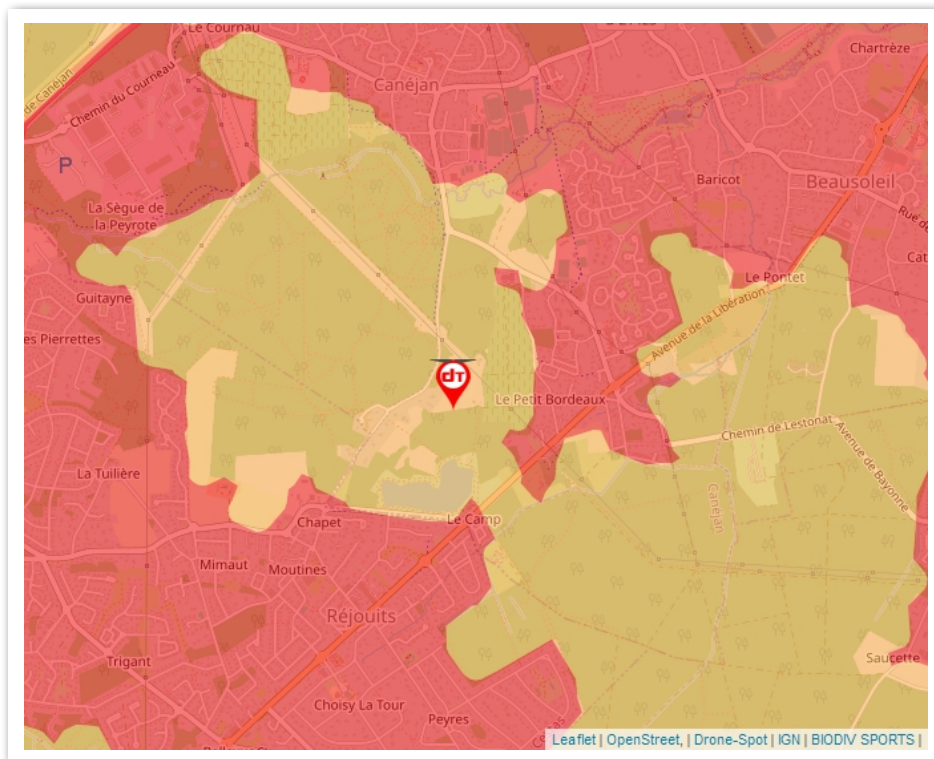 Le Cournau
Chartrèze
de Canéjan
Chemin du Courneau
Canéjan
P
Baricot
Beausoleil
La Sègue de
la Peyrote
Rue de
Cat
Le Pontet
Guitayne
Avenue de la Libération
es Pierrettes
dT
Le Petit Bordeaux
Chemin de Lestonat
Avenue de Bayonne
La Tuilière
Canéjan
Chapet
Le Camp
Mimaut
Moutines
Réjouits
Saucette
Trigant
Choisy La Tour
Peyres
Leaflet | OpenStreet, | Drone-Spot | IGN | BIODIV SPORTS |